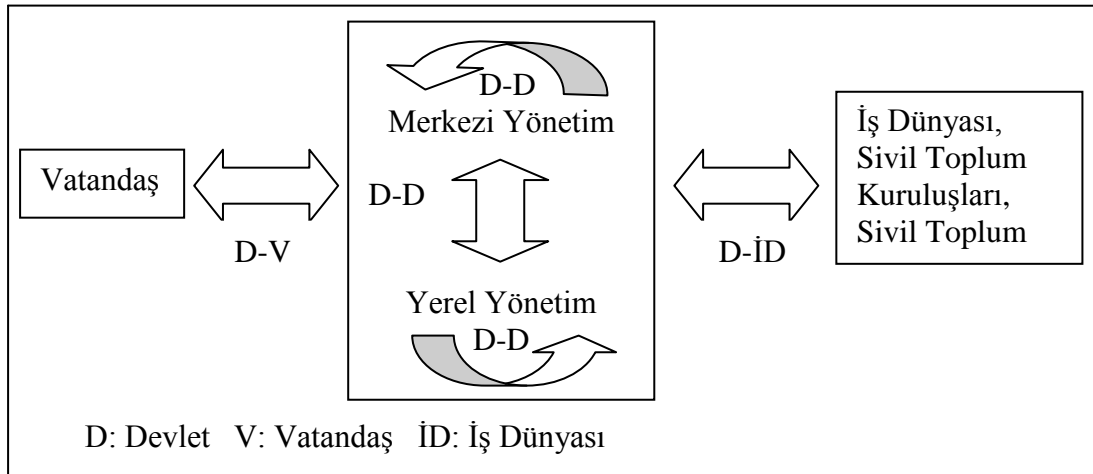 Vatandaş
D-V
D-D
Merkezi Yönetim
D-D
Yerel Yönetim
D-D
D-İD
İş Dünyası,
Sivil Toplum
Kuruluşları,
Sivil Toplum
D: Devlet V: Vatandaş İD: İş Dünyası